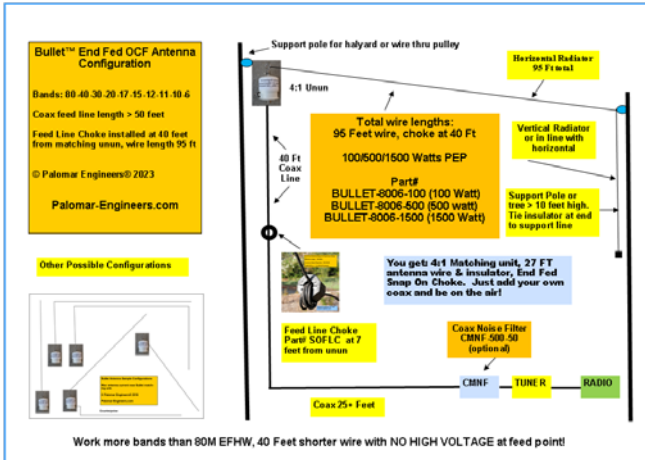 Bullet™ End Fed OCF Antenna
Configuration
Bands: 80-40-30-20-17-15-12-11-10-6
Coax feed line length > 50 feet
Feed Line Choke installed at 40 feet
from matching unun, wire length 95 ft
© Palomar Engineers® 2023
Palomar-Engineers.com
Support pole for halyard or wire thru pulley
4:1 Unun
Horizontal Radiator
95 Ft total
Total wire lengths:
95 Feet wire, choke at 40 Ft
100/500/1500 Watts PEP
Part#
BULLET-8006-100 (100 Watt)
BULLET-8006-500 (500 watt)
BULLET-8006-1500 (1500 Watt)
Vertical Radiator
or in line with
horizontal
40 Ft
Coax
Line
Support Pole or
tree > 10 feet high.
Tie insulator at end
to support line
Other Possible Configurations
You get: 4:1 Matching unit, 27 FT
antenna wire & insulator, End Fed
Snap On Choke. Just add your own
coax and be on the air!
Feed Line Choke
Part# SOFLC at 7
feet from unun
Coax Noise Filter
CMNF-500-50
(optional)
CMNF
TUNER
RADIO
Coax 25+ Feet
Work more bands than 80M EFHW, 40 Feet shorter wire with NO HIGH VOLTAGE at feed point!